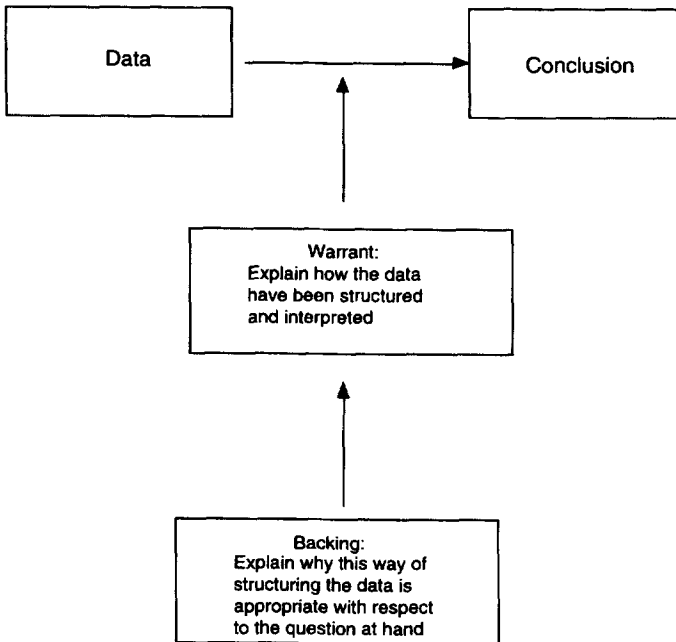 Data
Conclusion
Warrant:
Explain how the data
have been structured
and interpreted
Backing:
Explain why this way of
structuring the data is
appropriate with respect
to the question at hand